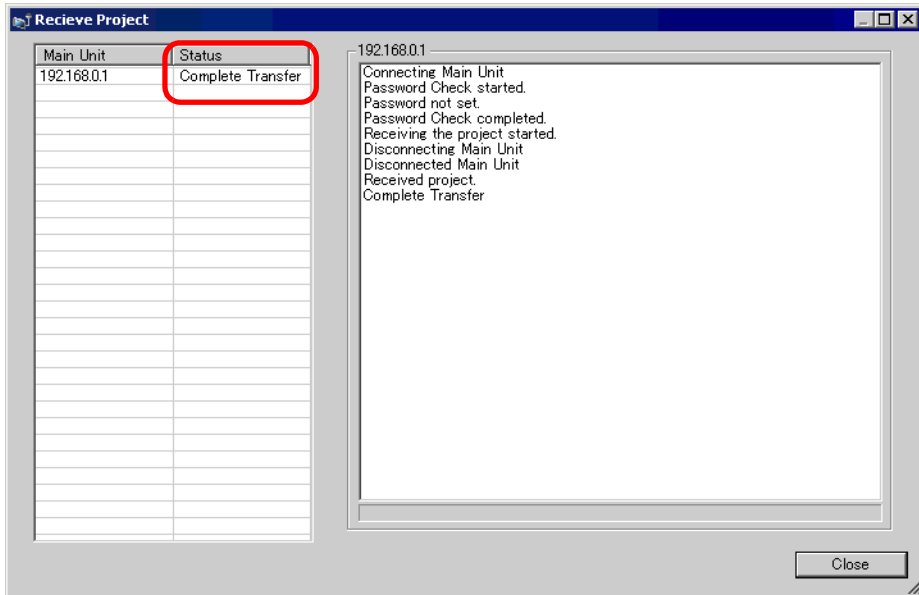 Recieve Project
Main Unit Status
192.168.0.1 Complete Transfer
192.168.0.1
Connecting Main Unit
Password Check started.
Password not set.
Password Check completed.
Receiving the project started.
Disconnecting Main Unit
Disconnected Main Unit
Received project.
Complete Transfer
Close